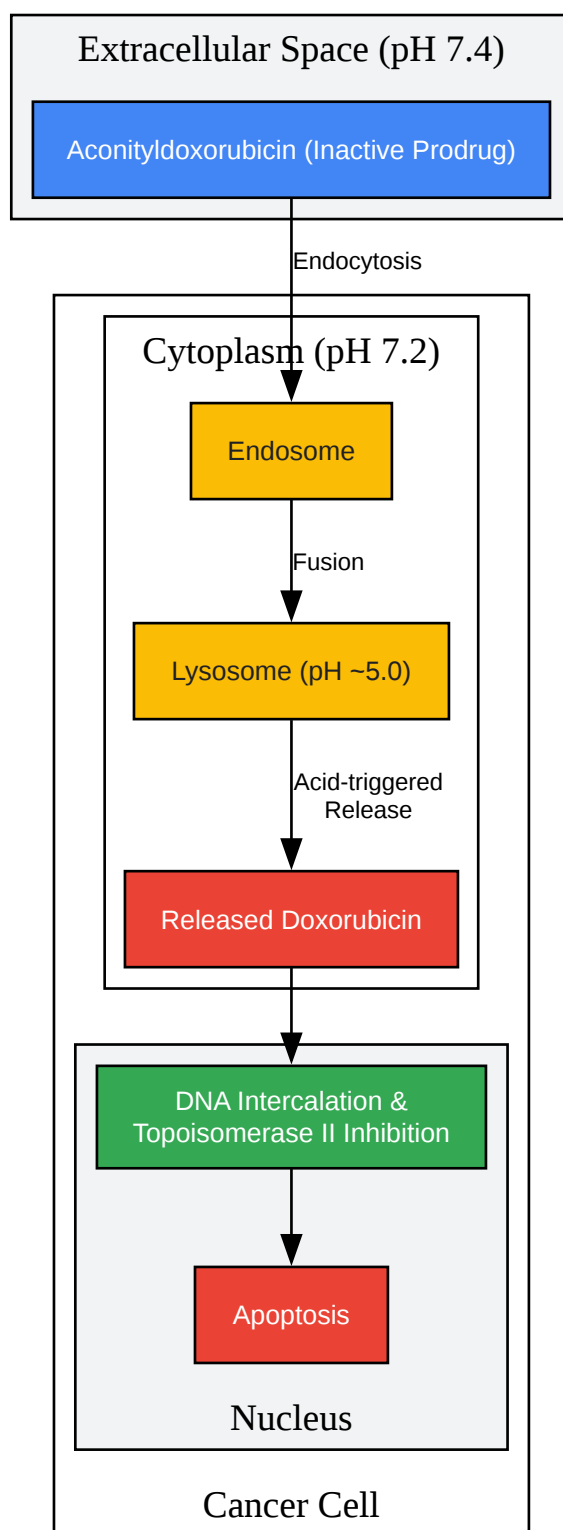 Extracellular Space (pH 7.4)
Aconityldoxorubicin (Inactive Prodrug)
Endocytosis
Cytoplasm (pH 7.2)
Endosome
Fusion
Lysosome (pH ~5.0)
Acid-triggered
Release
Released Doxorubicin
DNA Intercalation &
Topoisomerase II Inhibition
Apoptosis
Nucleus
Cancer Cell